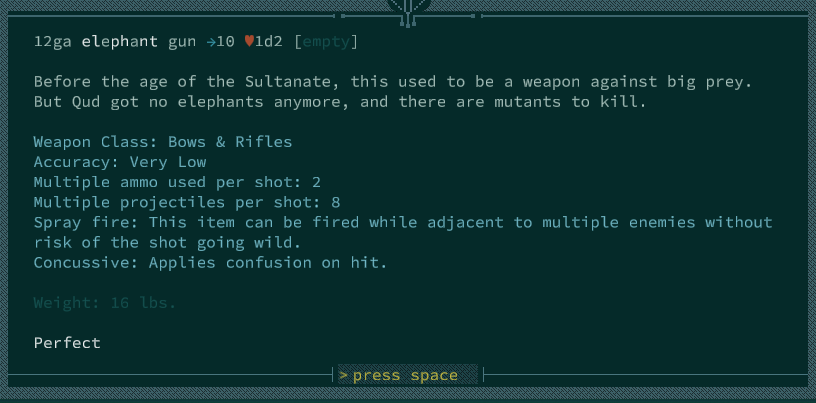 12ga elephant gun →10 ♥1d2 [empty]
Before the age of the Sultanate, this used to be a weapon against big prey.
But Qud got no elephants anymore, and there are mutants to kill.
Weapon Class: Bows & Rifles
Accuracy: Very Low
Multiple ammo used per shot: 2
Multiple projectiles per shot: 8
Spray fire: This item can be fired while adjacent to multiple enemies without
risk of the shot going wild.
Concussive: Applies confusion on hit.
Weight: 16 lbs.
Perfect
> press space